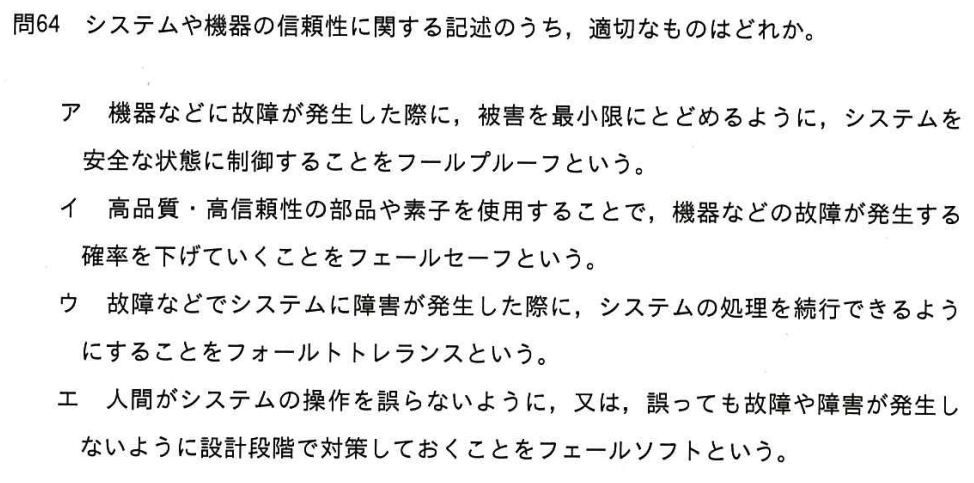 問64　システムや機器の信頼性に関する記述のうち，適切なものはどれか。
ア　機器などに故障が発生した際に，被害を最小限にとどめるように，システムを
安全な状態に制御することをフールプルーフという。
イ　高品質・高信頼性の部品や素子を使用することで，機器などの故障が発生する
確率を下げていくことをフェールセーフという。
ウ　故障などでシステムに障害が発生した際に，システムの処理を続行できるよう
にすることをフォールトトレランスという。
エ　人間がシステムの操作を誤らないように，又は，誤っても故障や障害が発生し
ないように設計段階で対策しておくことをフェールソフトという。